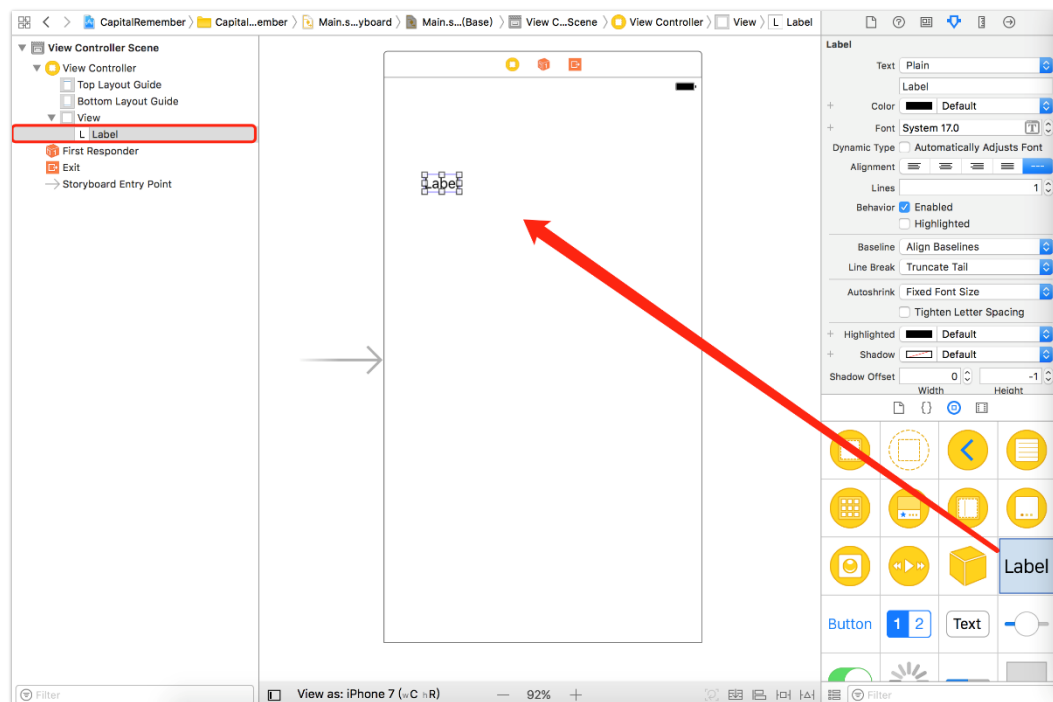 CapitalRemember
Capital...ember
Main.s...yboard
Main.s...(Base)
View C...Scene
View Controller
View
L Label
View Controller Scene
View Controller
Top Layout Guide
Bottom Layout Guide
View
L Label
First Responder
Exit
Storyboard Entry Point
Filter
Label
View as: iPhone 7 (wC hR)
— 92% +
Label
Text Plain
Label
+ Color Default
+ Font System 17.0 T
Dynamic Type Automatically Adjusts Font
Alignment ---
Lines 1
Behavior Enabled
Highlighted
Baseline Align Baselines
Line Break Truncate Tail
Autoshrink Fixed Font Size
Tighten Letter Spacing
+ Highlighted Default
+ Shadow Default
Shadow Offset 0 -1
Width Height
{}
Label
Button 1 2 Text
Filter